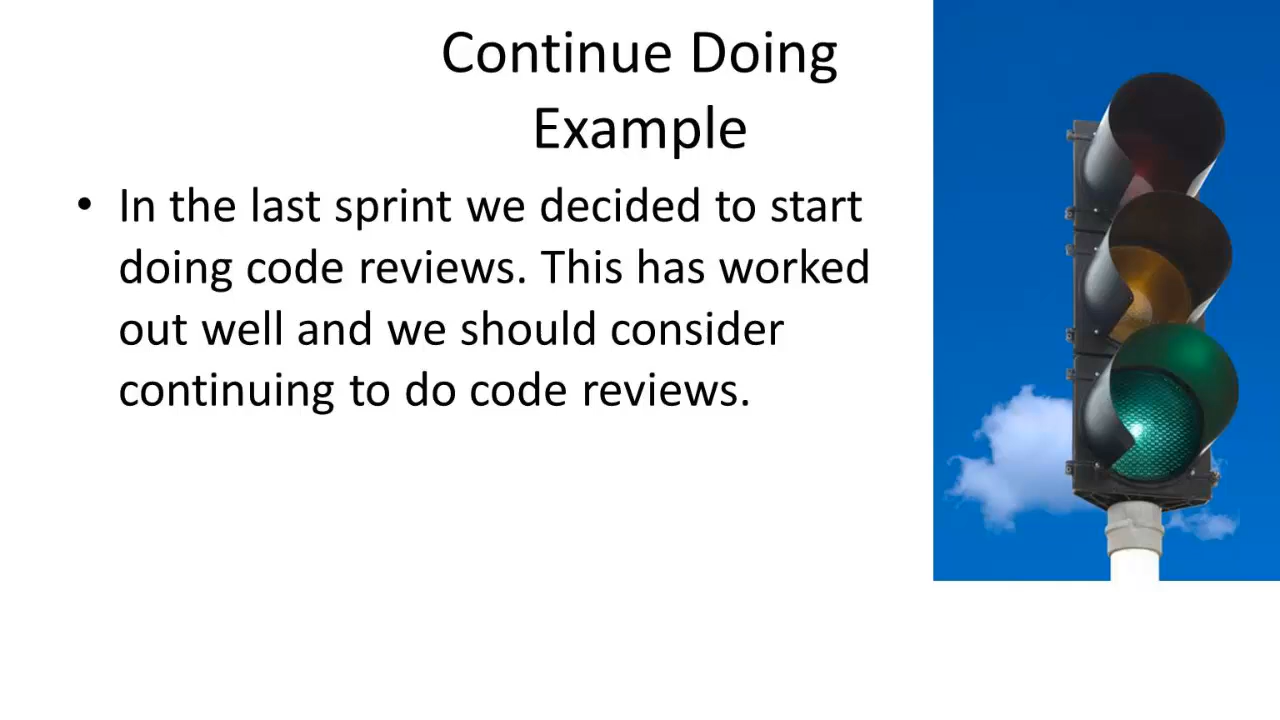 Continue Doing
Example
• In the last sprint we decided to start
doing code reviews. This has worked
out well and we should consider
continuing to do code reviews.